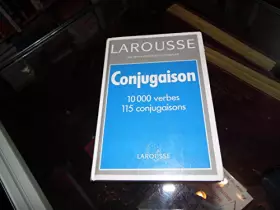 LAROUSSE
Conjugaison
10 000 verbes
115 conjugaisons
LAROUSSE